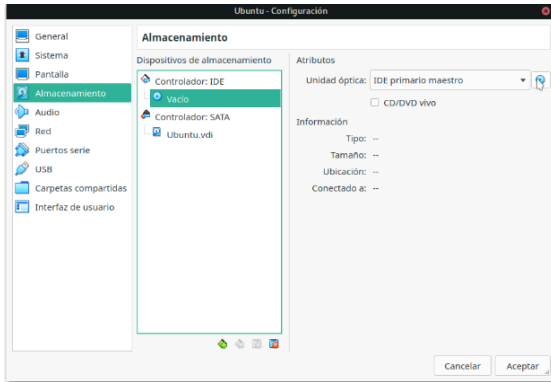 Ubuntu - Configuración
General
Sistema
Pantalla
Almacenamiento
Audio
Red
Puertos serie
USB
Carpetas compartidas
Interfaz de usuario
Almacenamiento
Dispositivos de almacenamiento
Controlador: IDE
Vacío
Controlador: SATA
Ubuntu.vdi
Atributos
Unidad óptica: IDE primario maestro
CD/DVD vivo
Información
Tipo: --
Tamaño: --
Ubicación: --
Conectado a: --
Cancelar Aceptar